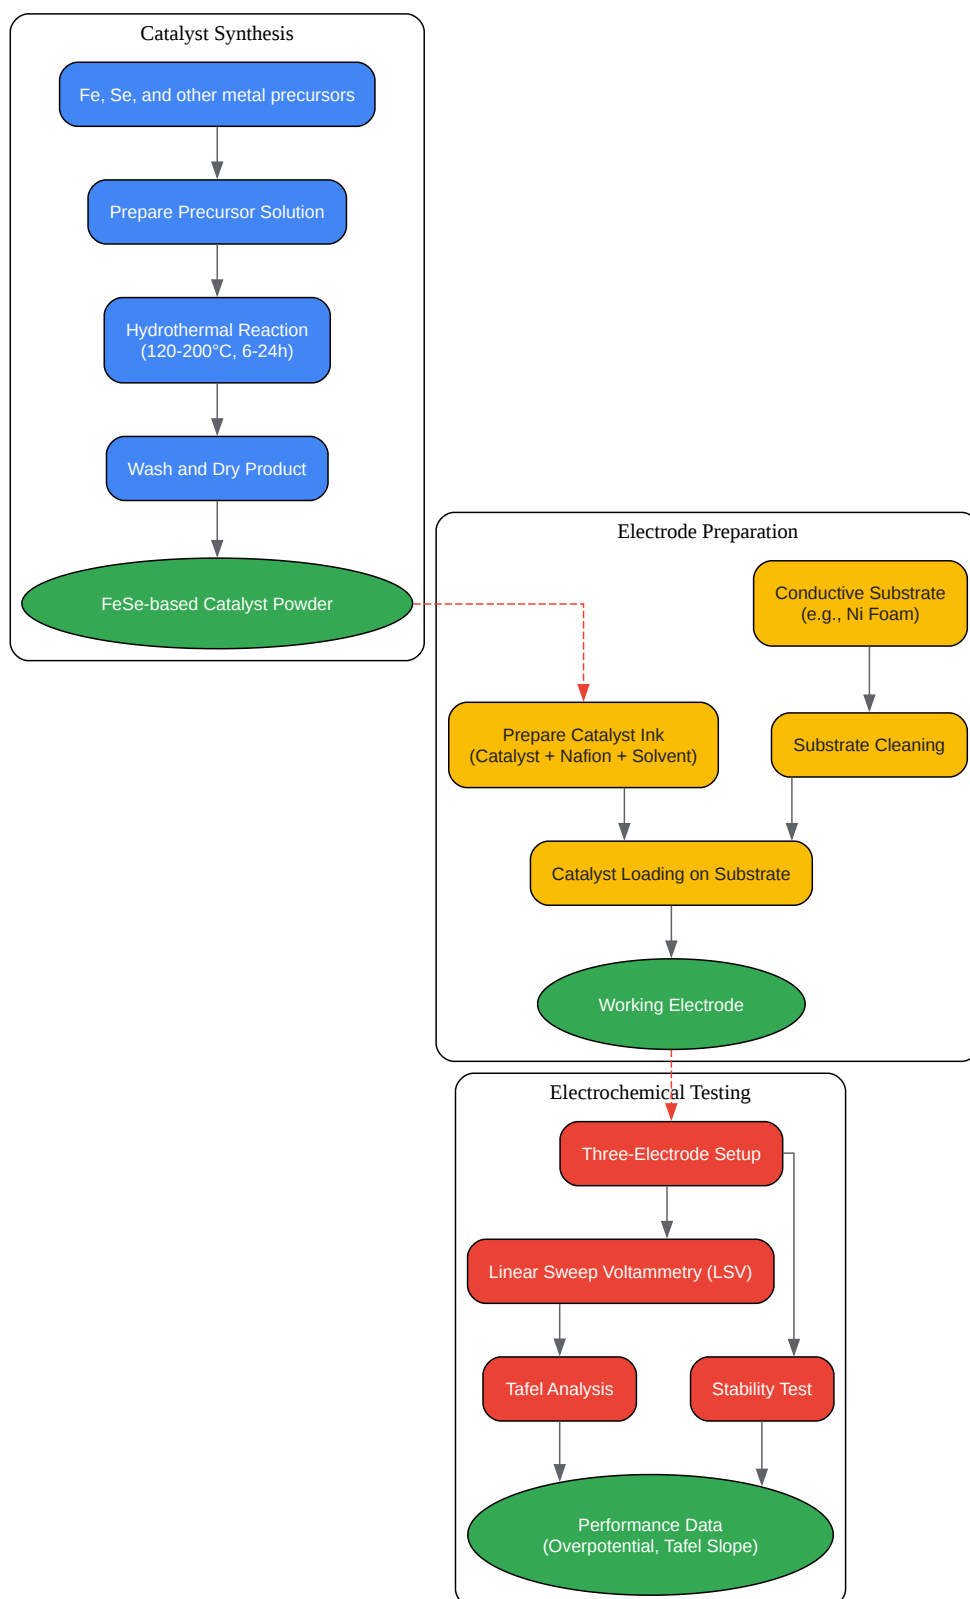 Catalyst Synthesis
Fe, Se, and other metal precursors
Prepare Precursor Solution
Hydrothermal Reaction
(120-200°C, 6-24h)
Wash and Dry Product
FeSe-based Catalyst Powder
Electrode Preparation
Conductive Substrate
(e.g., Ni Foam)
Prepare Catalyst Ink
(Catalyst + Nafion + Solvent)
Substrate Cleaning
Catalyst Loading on Substrate
Working Electrode
Electrochemical Testing
Three-Electrode Setup
Linear Sweep Voltammetry (LSV)
Tafel Analysis
Stability Test
Performance Data
(Overpotential, Tafel Slope)